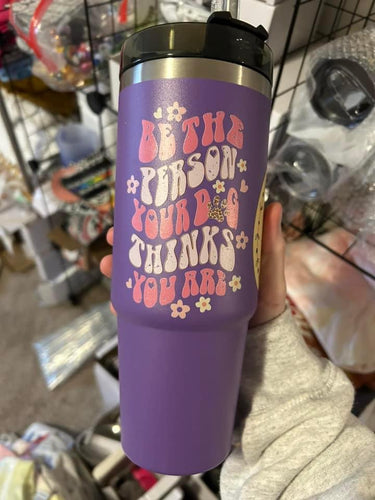 BE THE
PERSON
YOUR DOG
THINKS
YOU ARE